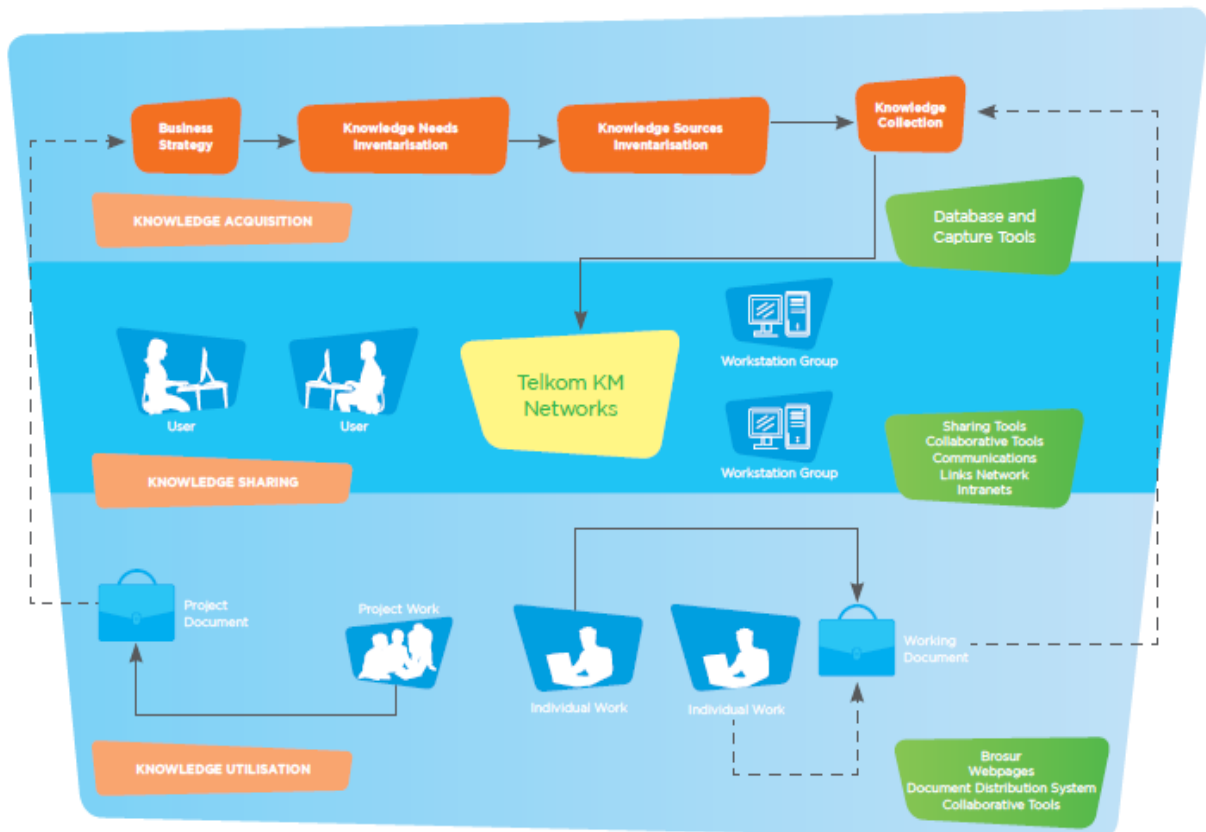 Business
Strategy
Knowledge Needs
Inventarisation
Knowledge Sources
Inventarisation
Knowledge
Collection
KNOWLEDGE ACQUISITION
Database and
Capture Tools
User
User
Telkom KM
Networks
Workstation Group
Workstation Group
KNOWLEDGE SHARING
Sharing Tools
Collaborative Tools
Communications
Links Network
Intranets
Project
Document
Project Work
Individual Work
Individual Work
Working
Document
KNOWLEDGE UTILISATION
Brosur
Webpages
Document Distribution System
Collaborative Tools